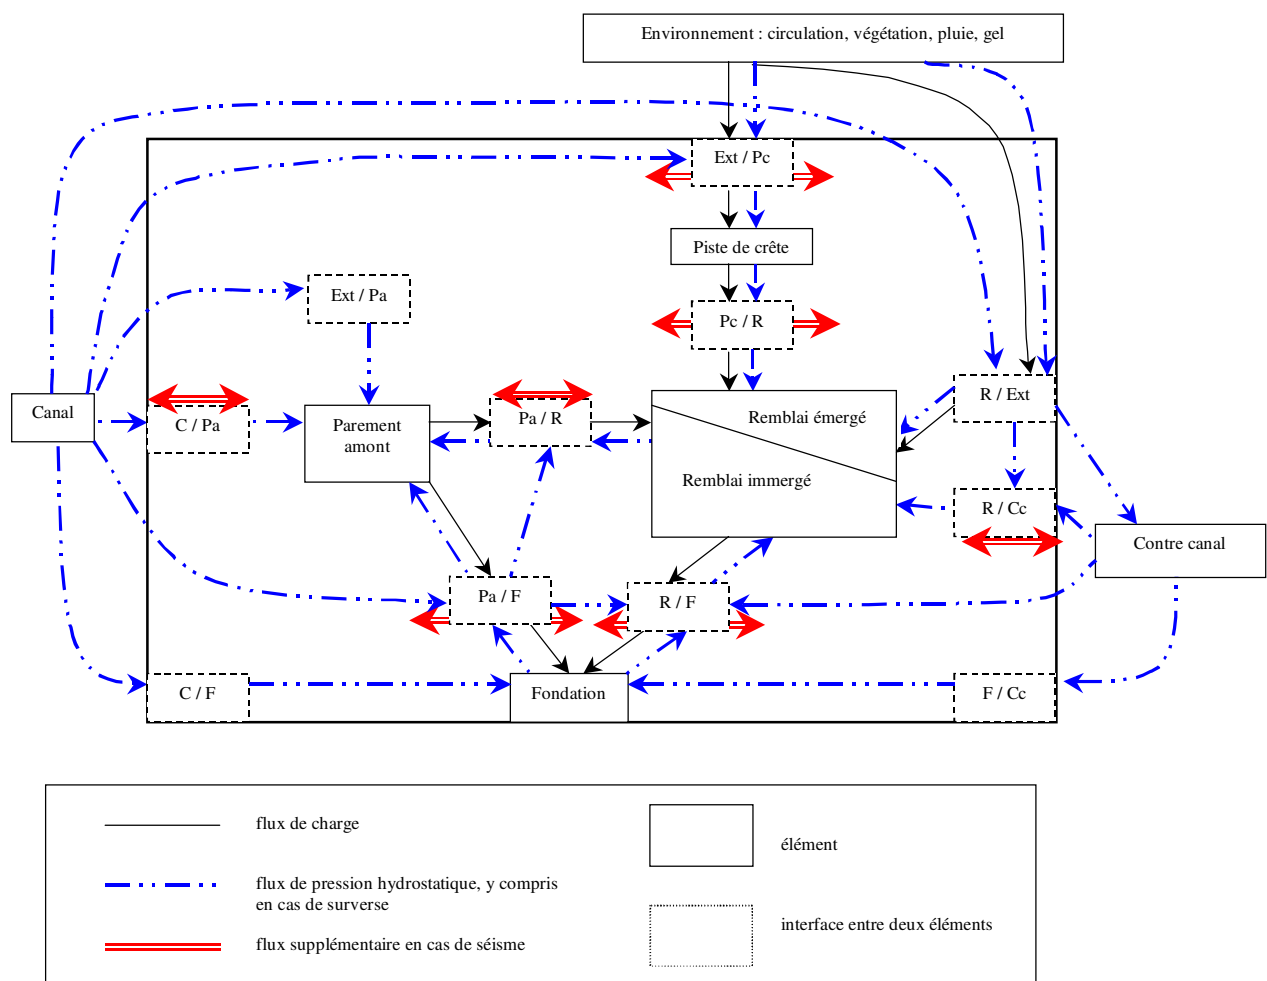 Environnement : circulation, végétation, pluie, gel
Ext / Pc
Piste de crête
Ext / Pa
Pc / R
Canal
C / Pa
Parement
amont
Pa / R
Remblai émergé
Remblai immergé
R / Ext
R / Cc
Contre canal
Pa / F
R / F
C / F
Fondation
F / Cc
flux de charge
flux de pression hydrostatique, y compris
en cas de surverse
flux supplémentaire en cas de séisme
élément
interface entre deux éléments